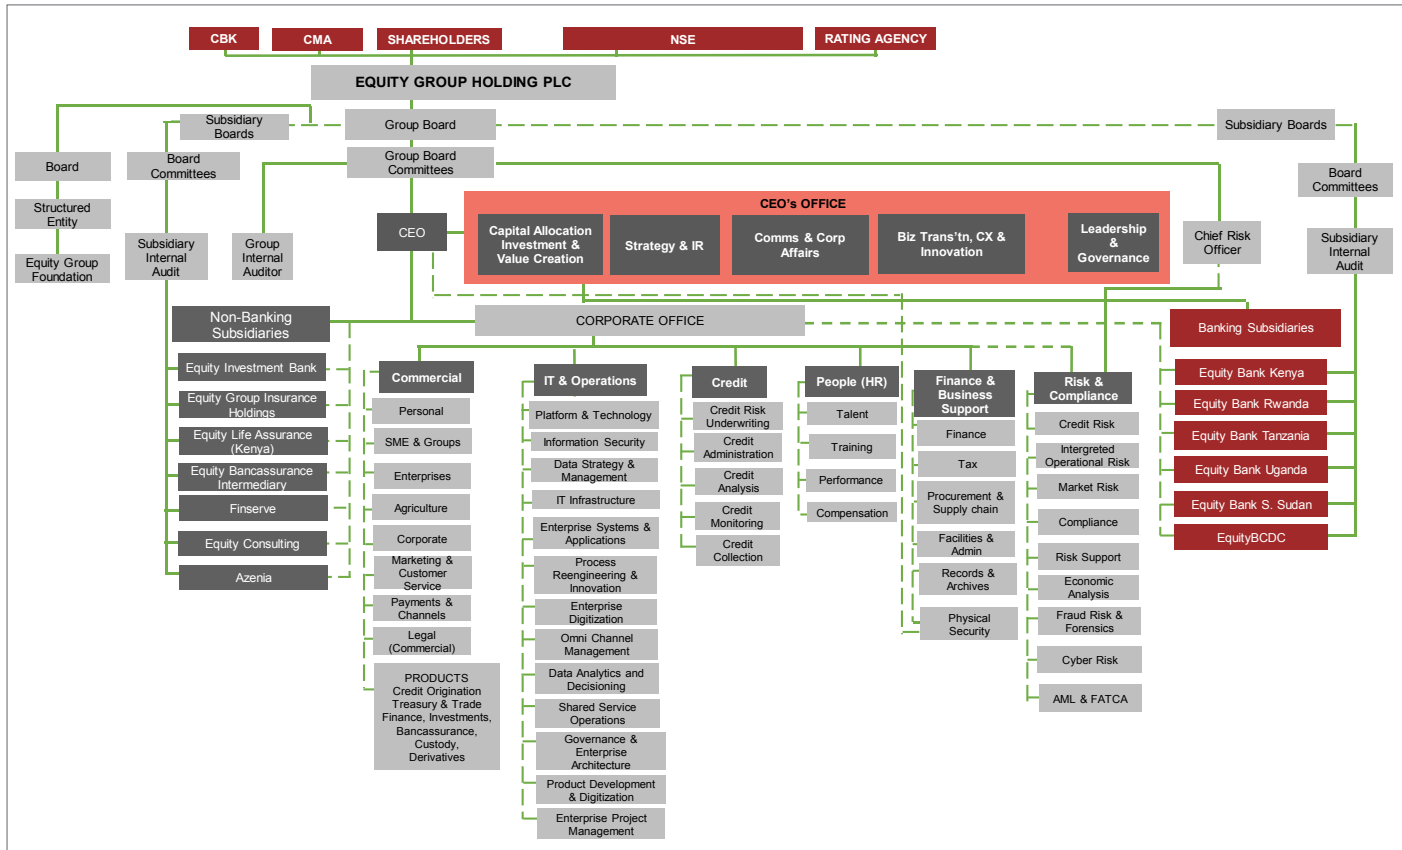 CBK
CMA
SHAREHOLDERS
NSE
RATING AGENCY
EQUITY GROUP HOLDING PLC
Subsidiary
Boards
Group Board
Subsidiary Boards
Board
Board
Committees
Group Board
Committees
Board
Committees
Structured
Entity
Equity Group
Foundation
Subsidiary
Internal
Audit
Group
Internal
Auditor
CEO
CEO's OFFICE
Capital Allocation
Investment &
Value Creation
Strategy & IR
Comms & Corp
Affairs
Biz Trans'tn, CX &
Innovation
Leadership
&
Governance
Chief Risk
Officer
Subsidiary
Internal
Audit
Non-Banking
Subsidiaries
CORPORATE OFFICE
Banking Subsidiaries
Equity Investment Bank
Equity Group Insurance
Holdings
Equity Life Assurance
(Kenya)
Equity Bancassurance
Intermediary
Finserve
Equity Consulting
Azenia
Commercial
Personal
SME & Groups
Enterprises
Agriculture
Corporate
Marketing &
Customer
Service
Payments &
Channels
Legal
(Commercial)
PRODUCTS
Credit Origination
Treasury & Trade
Finance, Investments,
Bancassurance,
Custody,
Derivatives
IT & Operations
Platform & Technology
Information Security
Data Strategy &
Management
IT Infrastructure
Enterprise Systems &
Applications
Process
Reengineering &
Innovation
Enterprise
Digitization
Omni Channel
Management
Data Analytics and
Decisioning
Shared Service
Operations
Governance &
Enterprise
Architecture
Product Development
& Digitization
Enterprise Project
Management
Credit
Credit Risk
Underwriting
Credit
Administration
Credit
Analysis
Credit
Monitoring
Credit
Collection
People (HR)
Talent
Training
Performance
Compensation
Finance &
Business
Support
Finance
Tax
Procurement &
Supply chain
Facilities &
Admin
Records &
Archives
Physical
Security
Risk &
Compliance
Credit Risk
Intergreted
Operational Risk
Market Risk
Compliance
Risk Support
Economic
Analysis
Fraud Risk &
Forensics
Cyber Risk
AML & FATCA
Equity Bank Kenya
Equity Bank Rwanda
Equity Bank Tanzania
Equity Bank Uganda
Equity Bank S. Sudan
EquityBCDC